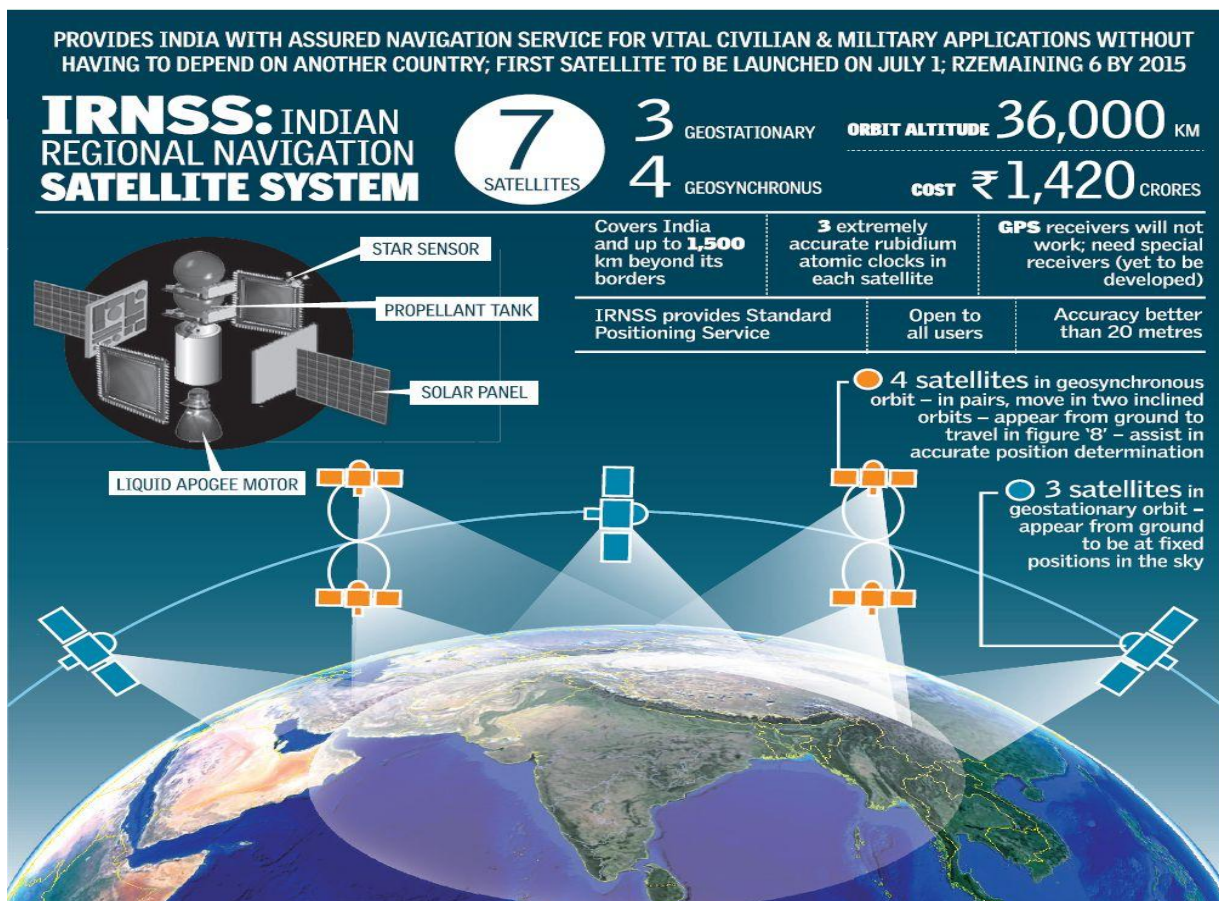 PROVIDES INDIA WITH ASSURED NAVIGATION SERVICE FOR VITAL CIVILIAN & MILITARY APPLICATIONS WITHOUT
HAVING TO DEPEND ON ANOTHER COUNTRY; FIRST SATELLITE TO BE LAUNCHED ON JULY 1; RZEMAINING 6 BY 2015
IRNSS: INDIAN
REGIONAL NAVIGATION
SATELLITE SYSTEM
7
SATELLITES
3 GEOSTATIONARY
4 GEOSYNCHRONUS
ORBIT ALTITUDE 36,000 KM
COST ₹1,420 CRORES
Covers India
and up to 1,500
km beyond its
borders
3 extremely
accurate rubidium
atomic clocks in
each satellite
GPS receivers will not
work; need special
receivers (yet to be
developed)
IRNSS provides Standard
Positioning Service
Open to
all users
Accuracy better
than 20 metres
STAR SENSOR
PROPELLANT TANK
SOLAR PANEL
LIQUID APOGEE MOTOR
4 satellites in geosynchronous
orbit – in pairs, move in two inclined
orbits – appear from ground to
travel in figure ‘8’ – assist in
accurate position determination
3 satellites in
geostationary orbit –
appear from ground
to be at fixed
positions in the sky